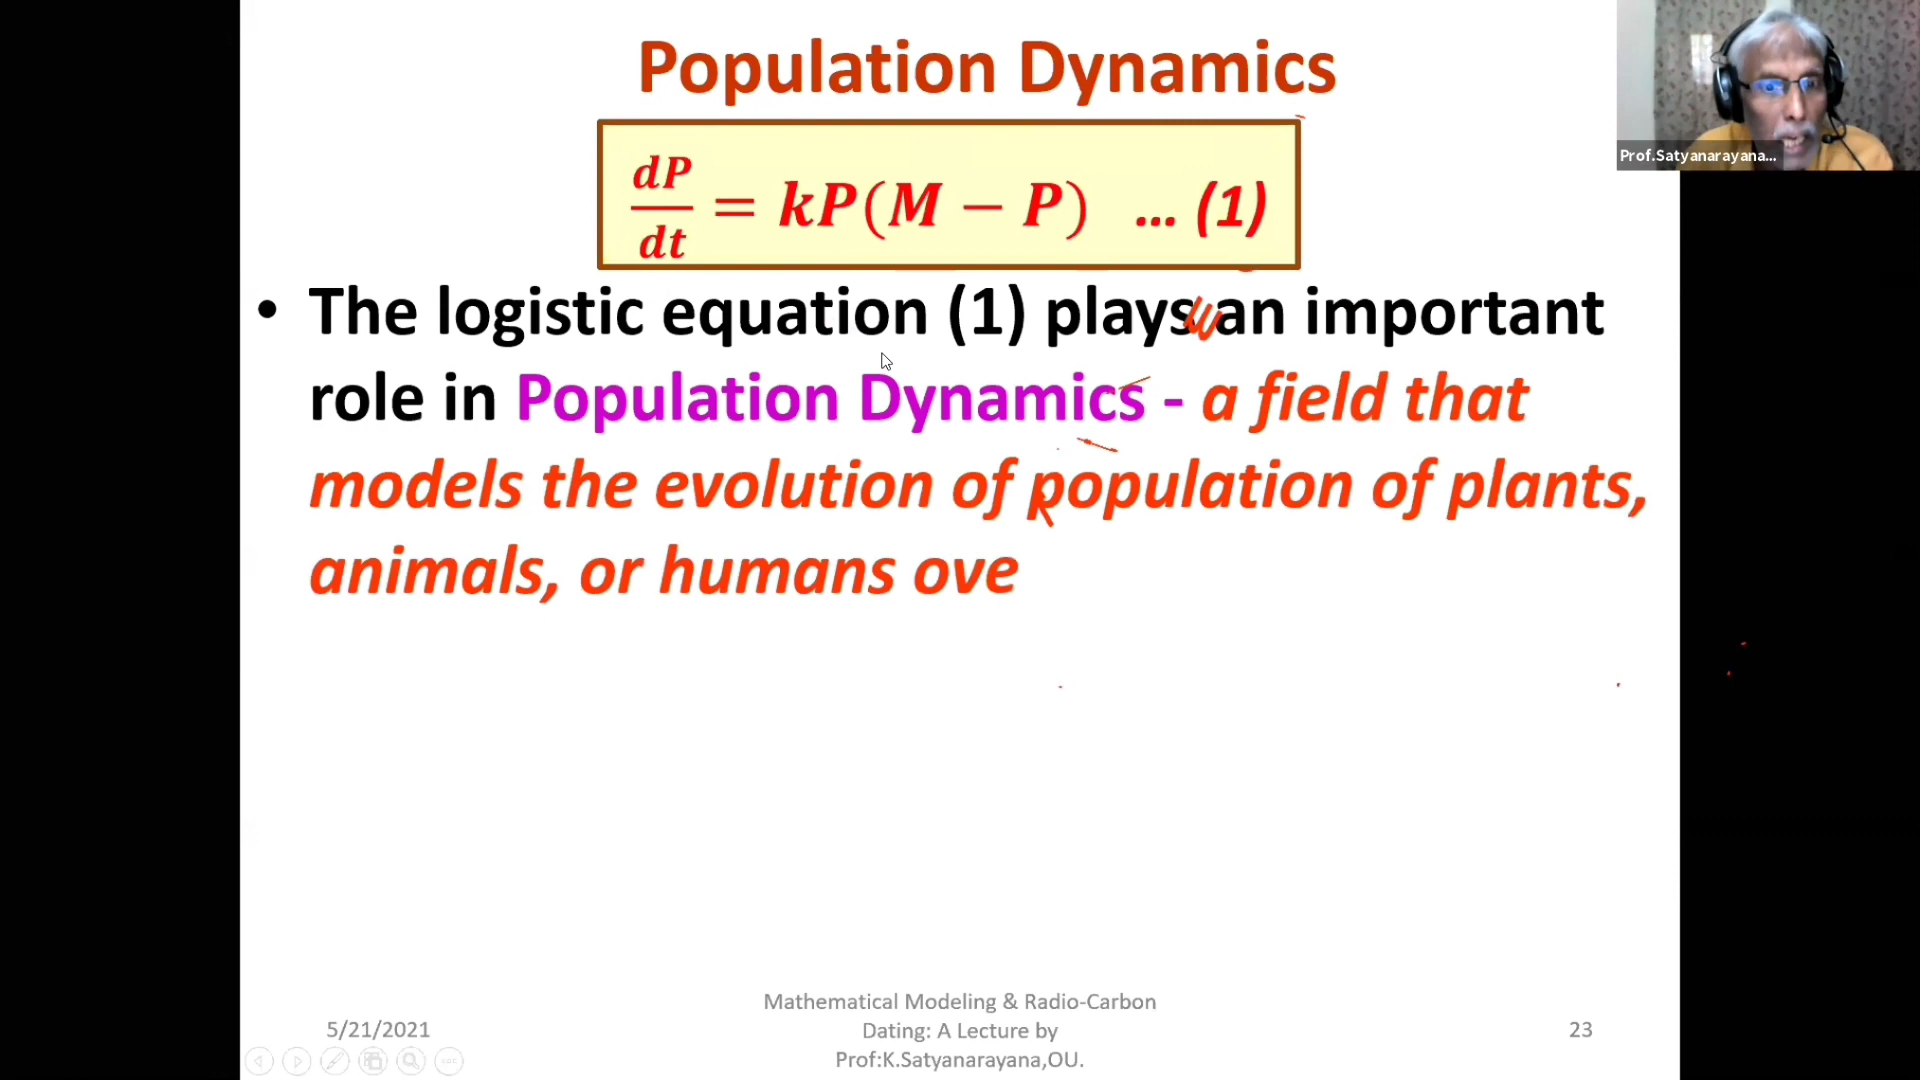 Population Dynamics
Prof.Satyanarayana...
dP/dt = kP(M − P) ... (1)
• The logistic equation (1) plays an important
role in Population Dynamics - a field that
models the evolution of population of plants,
animals, or humans ove
Mathematical Modeling & Radio-Carbon
5/21/2021 Dating: A Lecture by 23
Prof:K.Satyanarayana,OU.